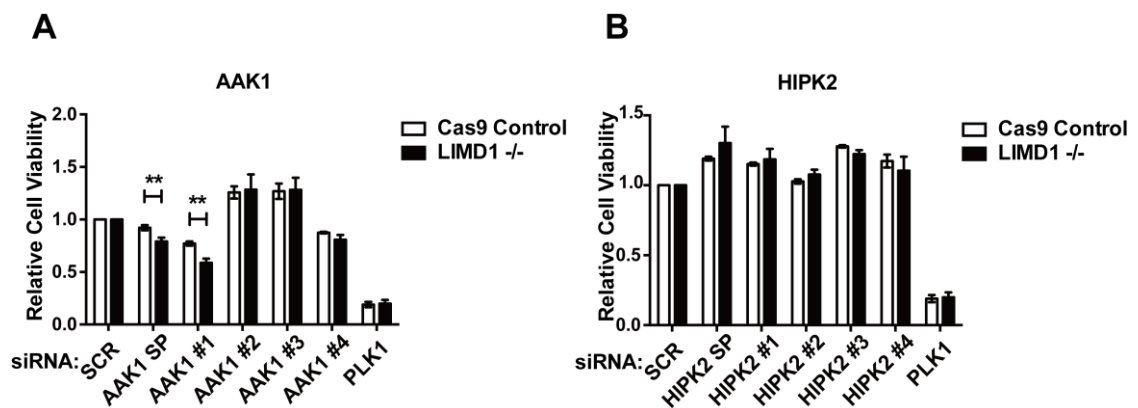 A
AAK1
Relative Cell Viability
2.0
1.5
1.0
0.5
0.0
**
**
Cas9 Control
LIMD1 -/-
siRNA:
SCR
AAK1 SP
AAK1 #1
AAK1 #2
AAK1 #3
AAK1 #4
PLK1
B
HIPK2
Relative Cell Viability
1.5
1.0
0.5
0.0
Cas9 Control
LIMD1 -/-
siRNA:
SCR
HIPK2 SP
HIPK2 #1
HIPK2 #2
HIPK2 #3
HIPK2 #4
PLK1